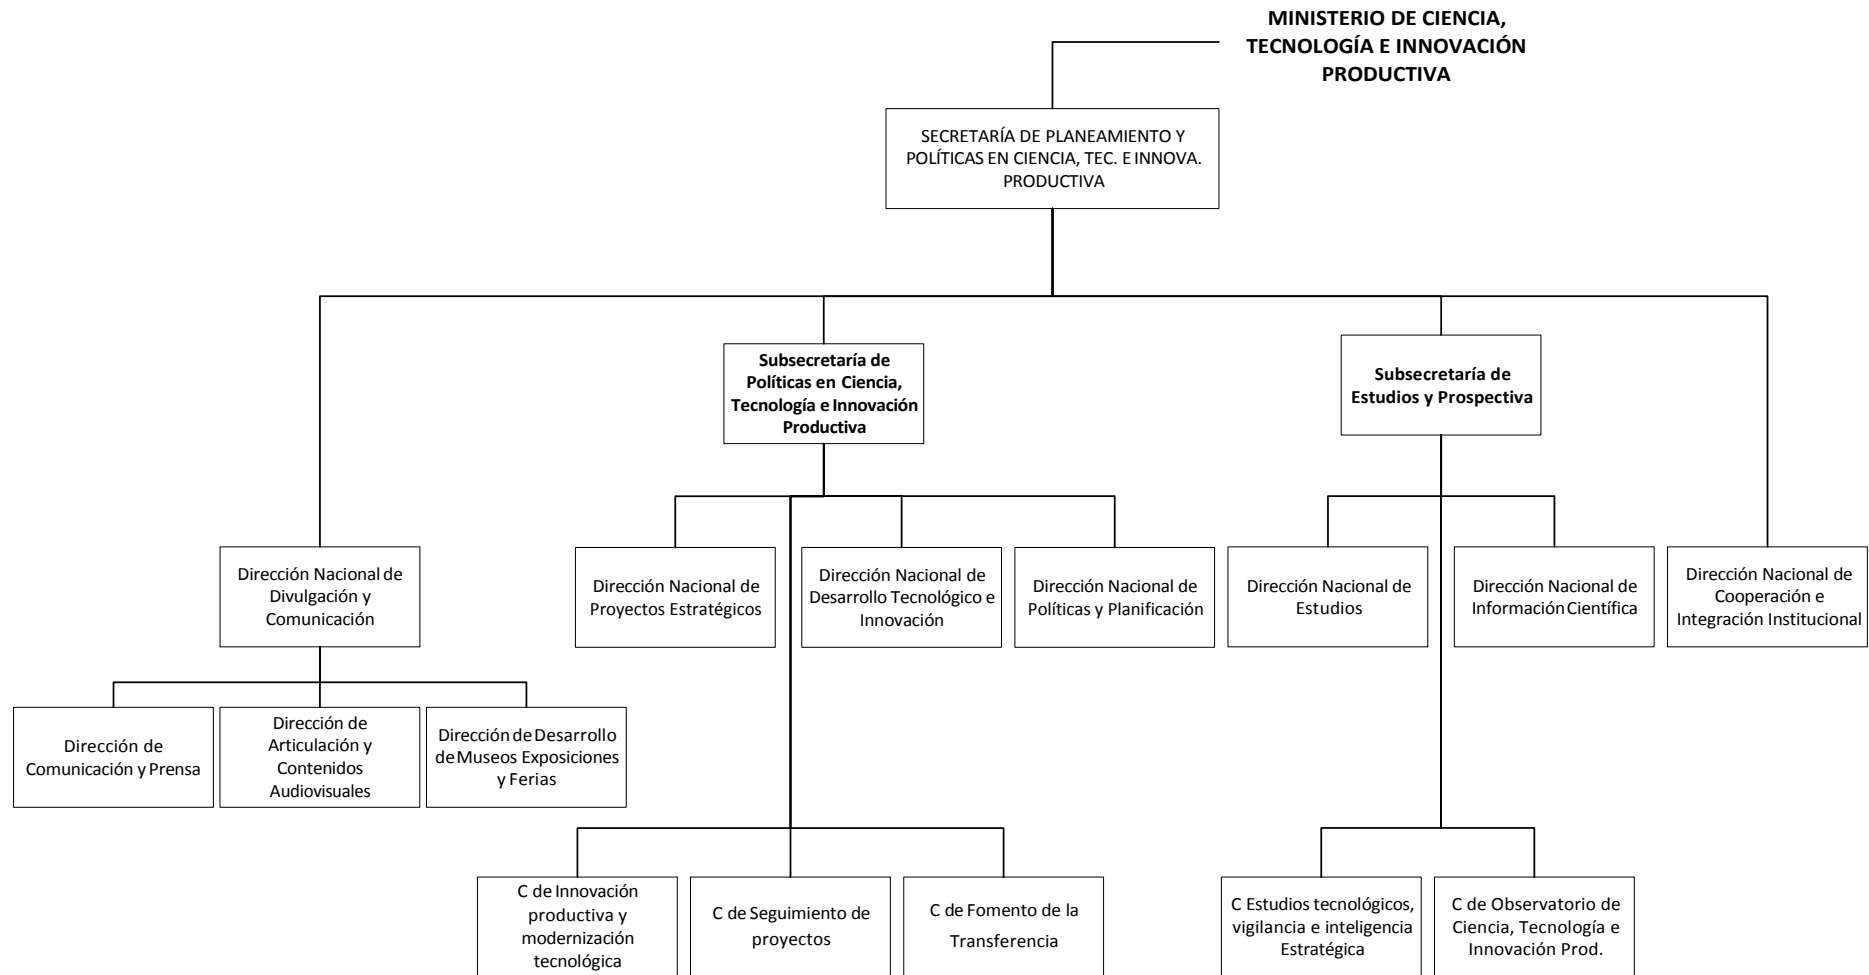 MINISTERIO DE CIENCIA,
TECNOLOGÍA E INNOVACIÓN
PRODUCTIVA
SECRETARÍA DE PLANEAMIENTO Y
POLÍTICAS EN CIENCIA, TEC. E INNOVA.
PRODUCTIVA
Subsecretaría de
Políticas en Ciencia,
Tecnología e Innovación
Productiva
Subsecretaría de
Estudios y Prospectiva
Dirección Nacional de
Divulgación y
Comunicación
Dirección Nacional de
Proyectos Estratégicos
Dirección Nacional de
Desarrollo Tecnológico e
Innovación
Dirección Nacional de
Políticas y Planificación
Dirección Nacional de
Estudios
Dirección Nacional de
Información Científica
Dirección Nacional de
Cooperación e
Integración Institucional
Dirección de
Comunicación y Prensa
Dirección de
Articulación y
Contenidos
Audiovisuales
Dirección de Desarrollo
de Museos Exposiciones
y Ferias
C de Innovación
productiva y
modernización
tecnológica
C de Seguimiento de
proyectos
C de Fomento de la
Transferencia
C Estudios tecnológicos,
vigilancia e inteligencia
Estratégica
C de Observatorio de
Ciencia, Tecnología e
Innovación Prod.